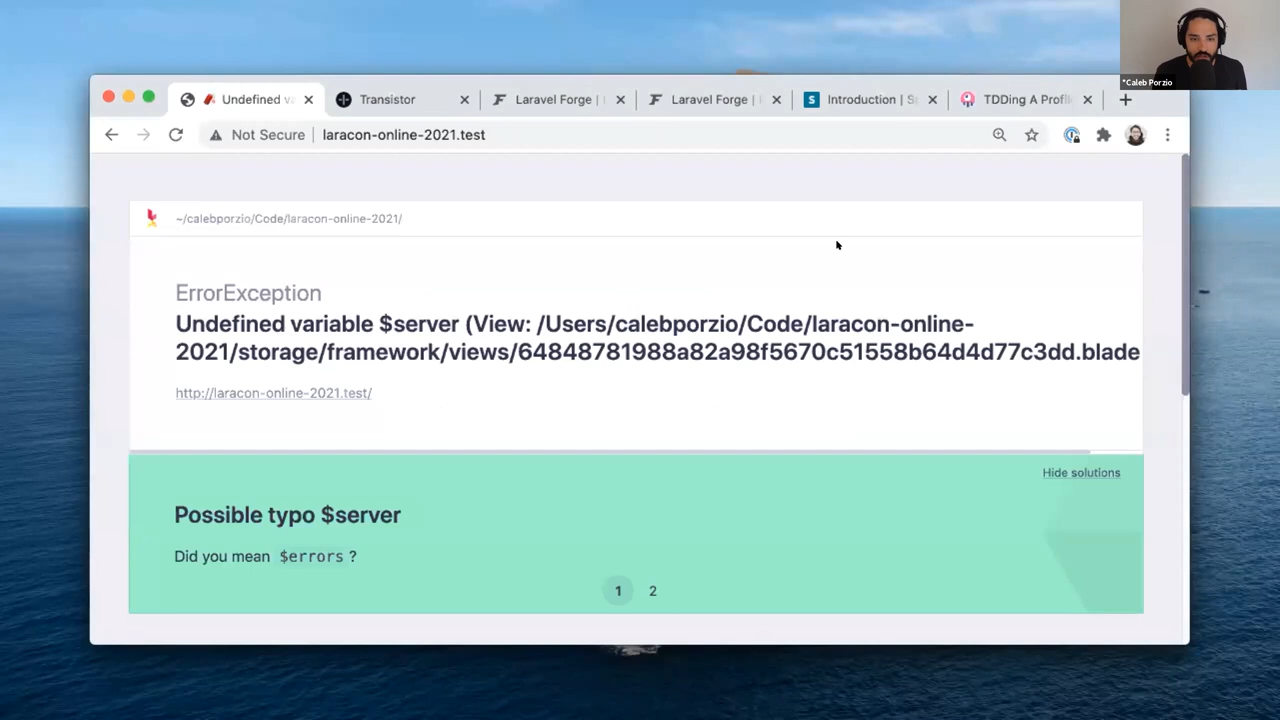 *Caleb Porzio
Undefined va
Transistor
Laravel Forge |
Laravel Forge |
Introduction | S
TDDing A Profil
Not Secure
laracon-online-2021.test
~/calebporzio/Code/laracon-online-2021/
ErrorException
Undefined variable $server (View: /Users/calebporzio/Code/laracon-online-
2021/storage/framework/views/64848781988a82a98f5670c51558b64d4d77c3dd.blade
http://laracon-online-2021.test/
Hide solutions
Possible typo $server
Did you mean $errors ?
1 2